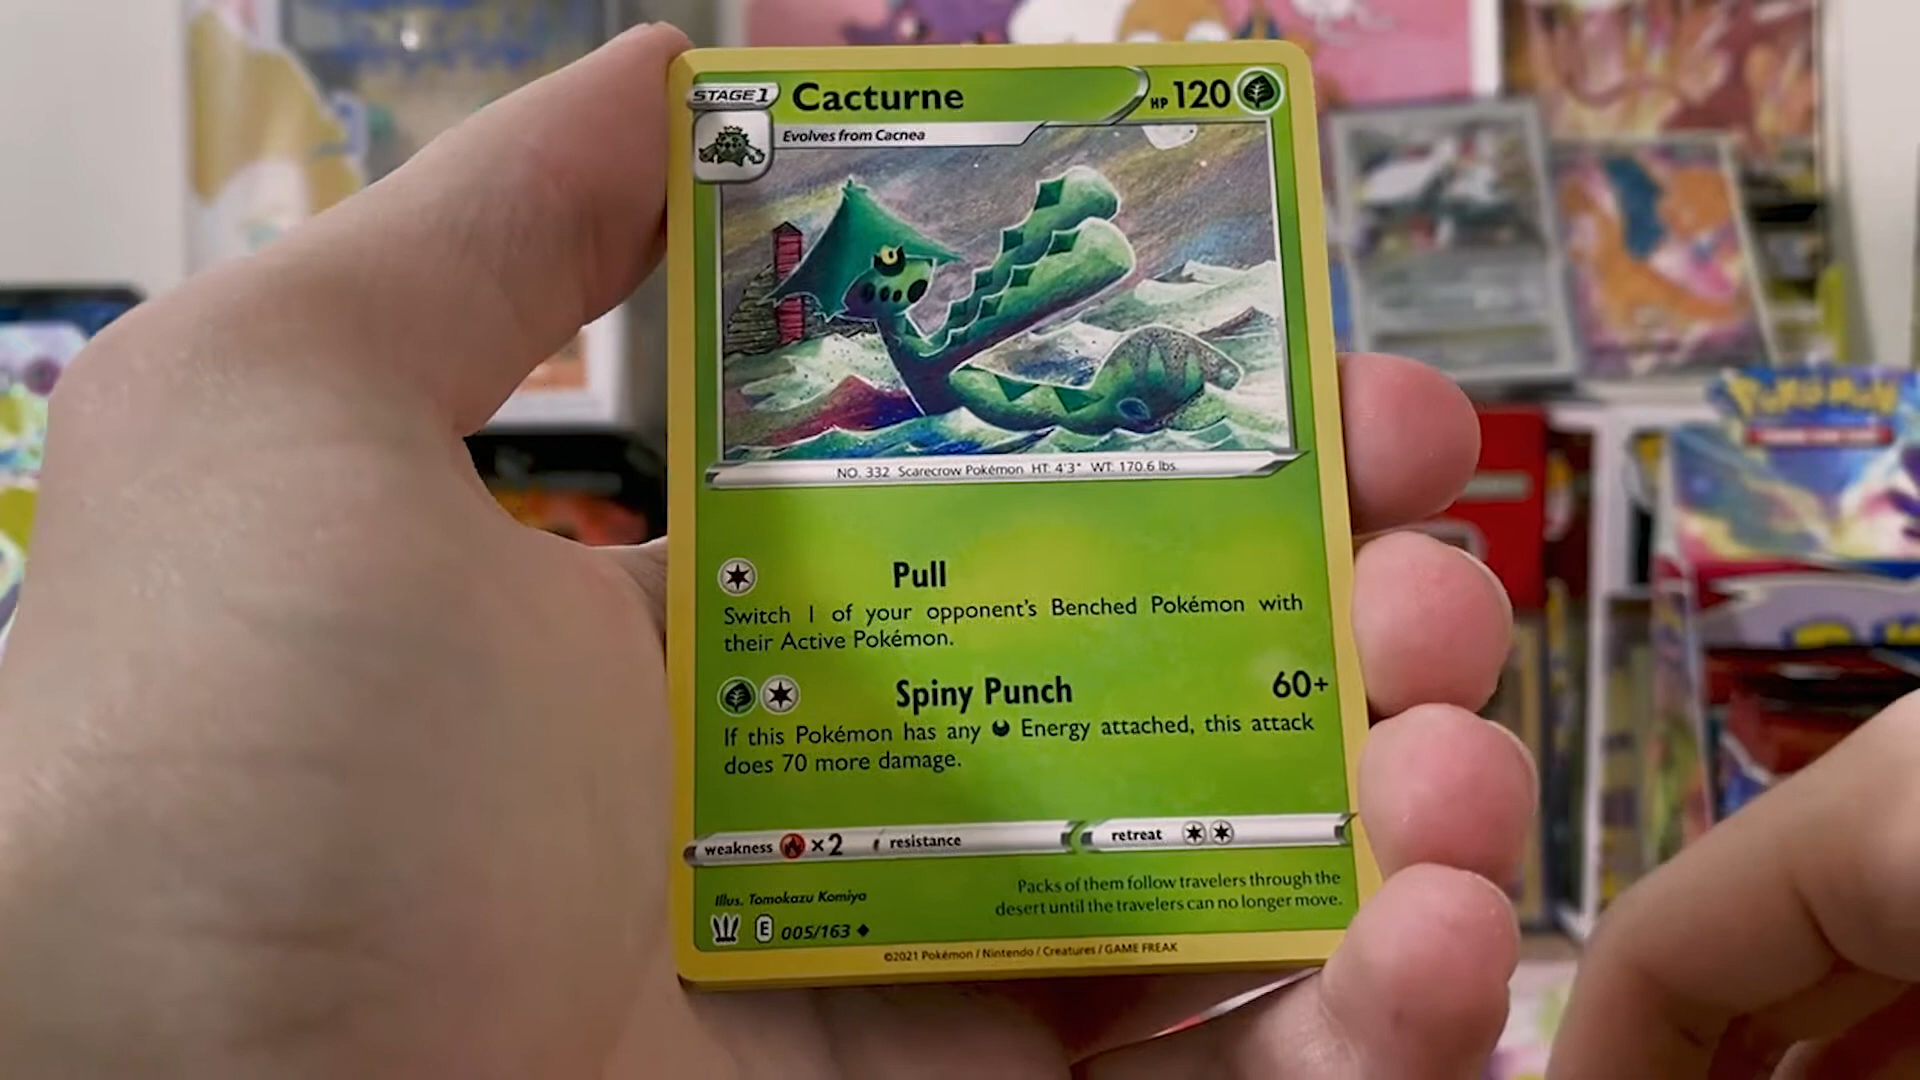 STAGE 1 Cacturne HP 120
Evolves from Cacnea
NO. 332 Scarecrow Pokémon HT: 4'3" WT: 170.6 lbs.
Pull
Switch 1 of your opponent's Benched Pokémon with
their Active Pokémon.
Spiny Punch 60+
If this Pokémon has any Energy attached, this attack
does 70 more damage.
weakness ×2 resistance retreat
Illus. Tomokazu Komiya
Packs of them follow travelers through the
desert until the travelers can no longer move.
E 005/163
©2021 Pokémon / Nintendo / Creatures / GAME FREAK
POKéMON